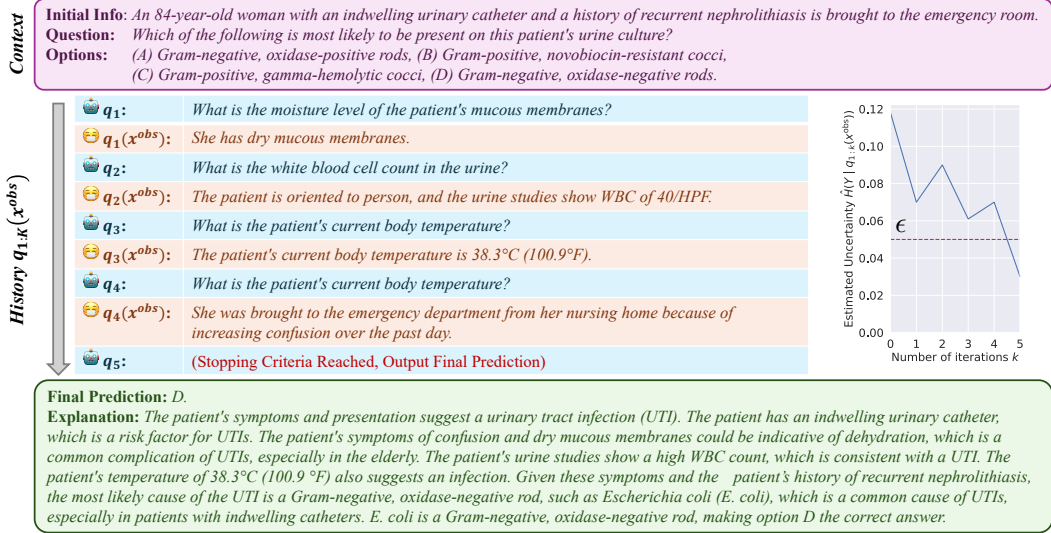 Context
Initial Info: An 84-year-old woman with an indwelling urinary catheter and a history of recurrent nephrolithiasis is brought to the emergency room.
Question: Which of the following is most likely to be present on this patient's urine culture?
Options: (A) Gram-negative, oxidase-positive rods, (B) Gram-positive, novobiocin-resistant cocci,
(C) Gram-positive, gamma-hemolytic cocci, (D) Gram-negative, oxidase-negative rods.
History q₁:K(x^obs)
q₁: What is the moisture level of the patient's mucous membranes?
q₁(x^obs): She has dry mucous membranes.
q₂: What is the white blood cell count in the urine?
q₂(x^obs): The patient is oriented to person, and the urine studies show WBC of 40/HPF.
q₃: What is the patient's current body temperature?
q₃(x^obs): The patient's current body temperature is 38.3°C (100.9°F).
q₄: What is the patient's current body temperature?
q₄(x^obs): She was brought to the emergency department from her nursing home because of
increasing confusion over the past day.
q₅: (Stopping Criteria Reached, Output Final Prediction)
Estimated Uncertainty Ĥ(Y | q₁:k(x^obs))
0.12
0.10
0.08
0.06
0.04
0.02
0.00
ϵ
0 1 2 3 4 5
Number of iterations k
Final Prediction: D.
Explanation: The patient's symptoms and presentation suggest a urinary tract infection (UTI). The patient has an indwelling urinary catheter,
which is a risk factor for UTIs. The patient's symptoms of confusion and dry mucous membranes could be indicative of dehydration, which is a
common complication of UTIs, especially in the elderly. The patient's urine studies show a high WBC count, which is consistent with a UTI. The
patient's temperature of 38.3°C (100.9 °F) also suggests an infection. Given these symptoms and the patient's history of recurrent nephrolithiasis,
the most likely cause of the UTI is a Gram-negative, oxidase-negative rod, such as Escherichia coli (E. coli), which is a common cause of UTIs,
especially in patients with indwelling catheters. E. coli is a Gram-negative, oxidase-negative rod, making option D the correct answer.